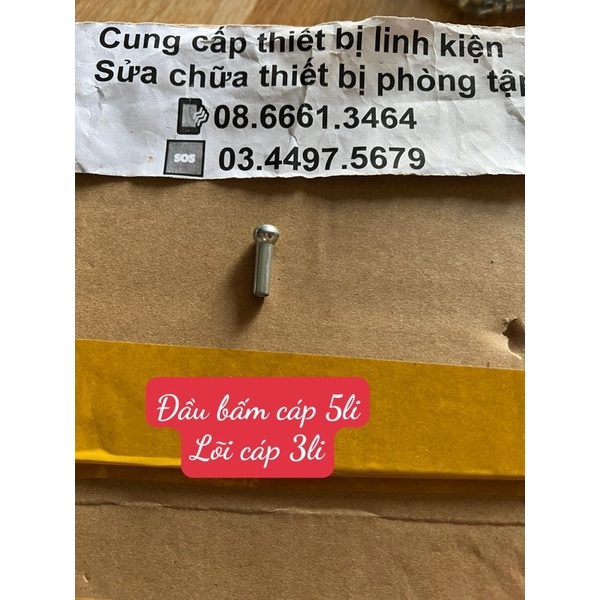 Cung cấp thiết bị linh kiện
Sửa chữa thiết bị phòng tập
08.6661.3464
SOS 03.4497.5679
Đầu bấm cáp 5li
Lõi cáp 3li